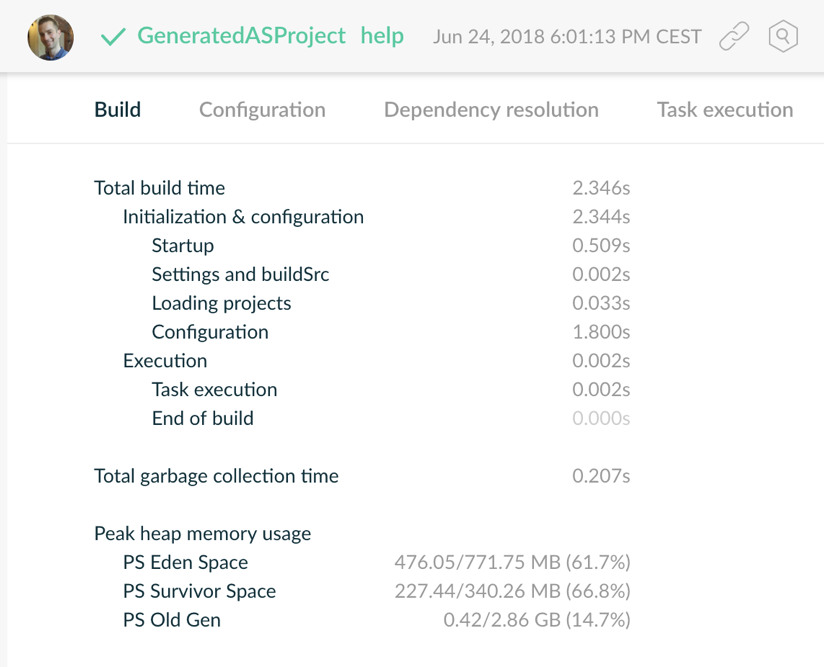 GeneratedASProject help Jun 24, 2018 6:01:13 PM CEST
Build Configuration Dependency resolution Task execution
Total build time 2.346s
Initialization & configuration 2.344s
Startup 0.509s
Settings and buildSrc 0.002s
Loading projects 0.033s
Configuration 1.800s
Execution 0.002s
Task execution 0.002s
End of build 0.000s
Total garbage collection time 0.207s
Peak heap memory usage
PS Eden Space 476.05/771.75 MB (61.7%)
PS Survivor Space 227.44/340.26 MB (66.8%)
PS Old Gen 0.42/2.86 GB (14.7%)